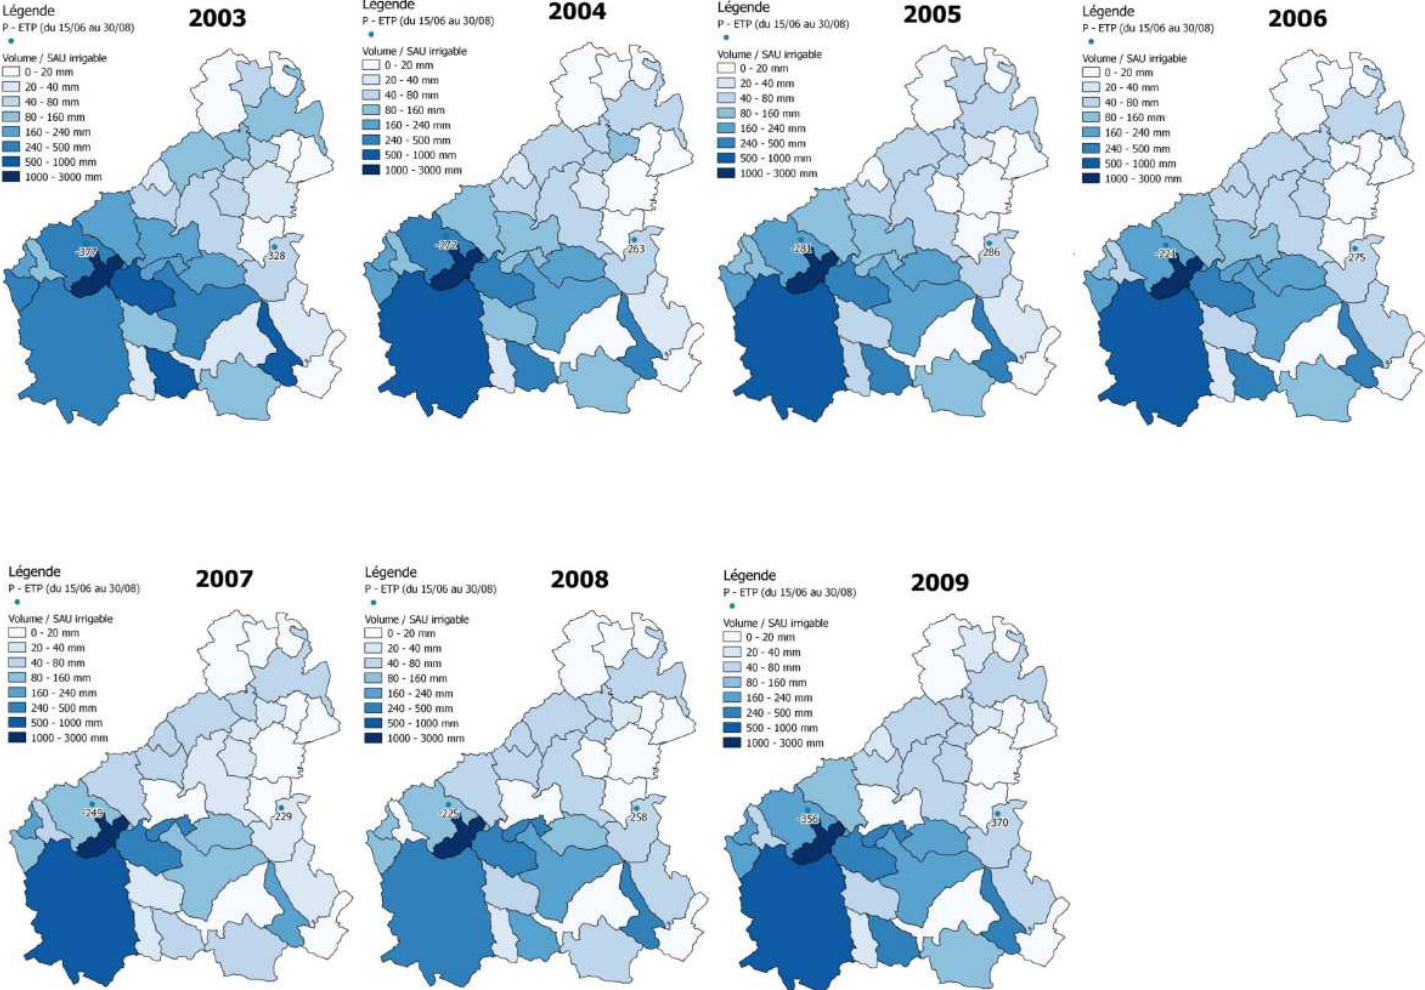 Légende
2003
P - ETP (du 15/06 au 30/08)
Volume / SAU irrigable
0 - 20 mm
20 - 40 mm
40 - 80 mm
80 - 160 mm
160 - 240 mm
240 - 500 mm
500 - 1000 mm
1000 - 3000 mm
-377
-328
Légende
2004
P - ETP (du 15/06 au 30/08)
Volume / SAU irrigable
0 - 20 mm
20 - 40 mm
40 - 80 mm
80 - 160 mm
160 - 240 mm
240 - 500 mm
500 - 1000 mm
1000 - 3000 mm
-272
-263
Légende
2005
P - ETP (du 15/06 au 30/08)
Volume / SAU irrigable
0 - 20 mm
20 - 40 mm
40 - 80 mm
80 - 160 mm
160 - 240 mm
240 - 500 mm
500 - 1000 mm
1000 - 3000 mm
-281
-286
Légende
2006
P - ETP (du 15/06 au 30/08)
Volume / SAU irrigable
0 - 20 mm
20 - 40 mm
40 - 80 mm
80 - 160 mm
160 - 240 mm
240 - 500 mm
500 - 1000 mm
1000 - 3000 mm
-221
-275
Légende
2007
P - ETP (du 15/06 au 30/08)
Volume / SAU irrigable
0 - 20 mm
20 - 40 mm
40 - 80 mm
80 - 160 mm
160 - 240 mm
240 - 500 mm
500 - 1000 mm
1000 - 3000 mm
-249
-229
Légende
2008
P - ETP (du 15/06 au 30/08)
Volume / SAU irrigable
0 - 20 mm
20 - 40 mm
40 - 80 mm
80 - 160 mm
160 - 240 mm
240 - 500 mm
500 - 1000 mm
1000 - 3000 mm
-225
-258
Légende
2009
P - ETP (du 15/06 au 30/08)
Volume / SAU irrigable
0 - 20 mm
20 - 40 mm
40 - 80 mm
80 - 160 mm
160 - 240 mm
240 - 500 mm
500 - 1000 mm
1000 - 3000 mm
-356
-370